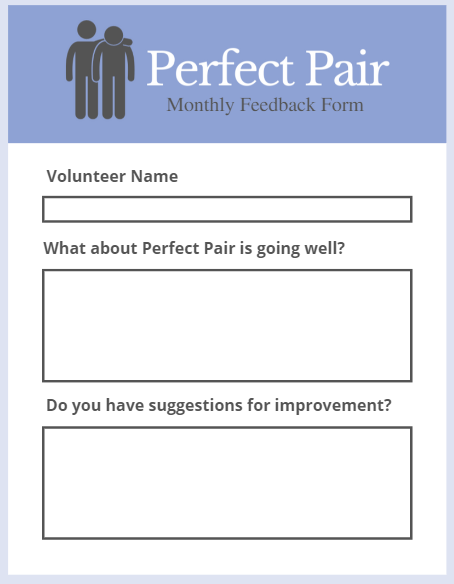 Perfect Pair
Monthly Feedback Form
Volunteer Name
What about Perfect Pair is going well?
Do you have suggestions for improvement?